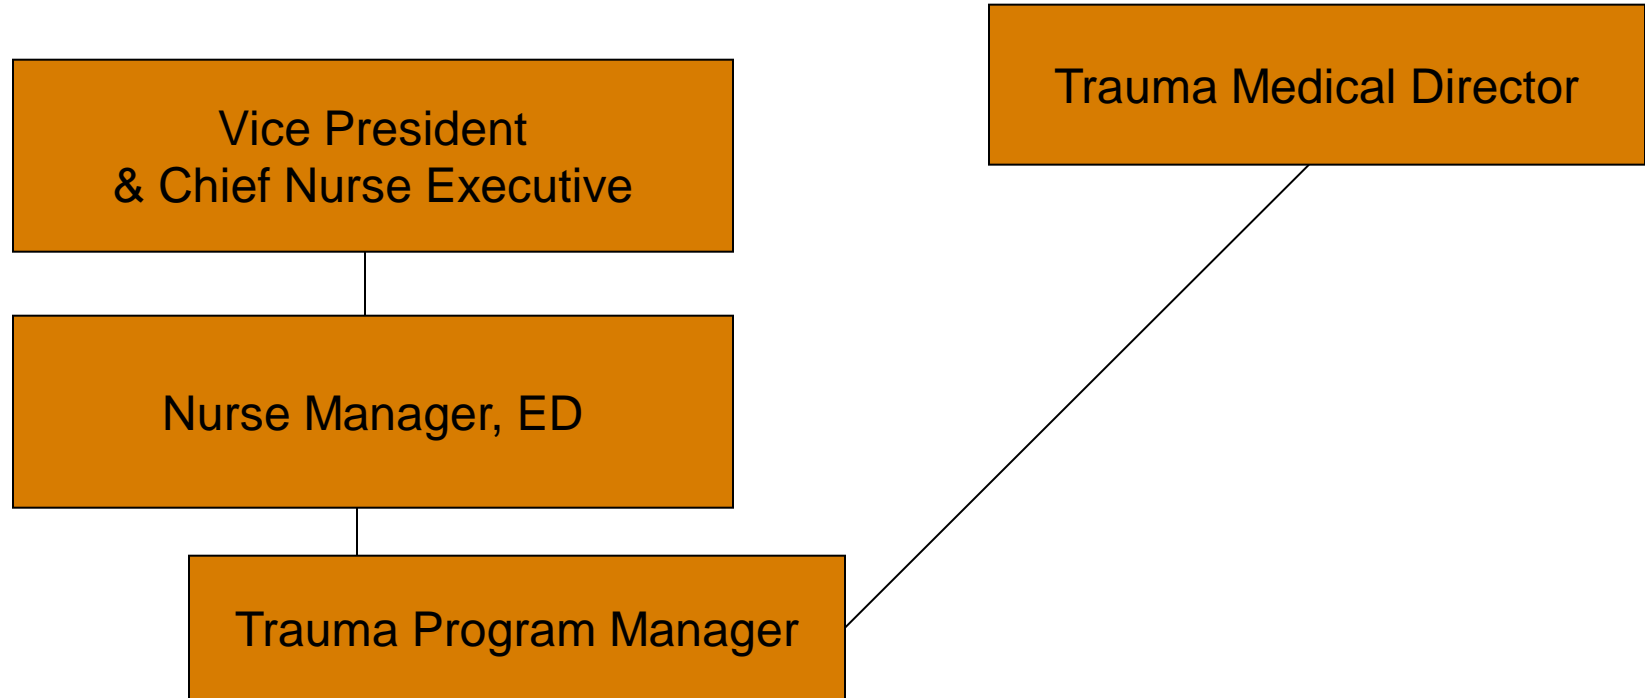 Trauma Medical Director
Vice President
& Chief Nurse Executive
Nurse Manager, ED
Trauma Program Manager